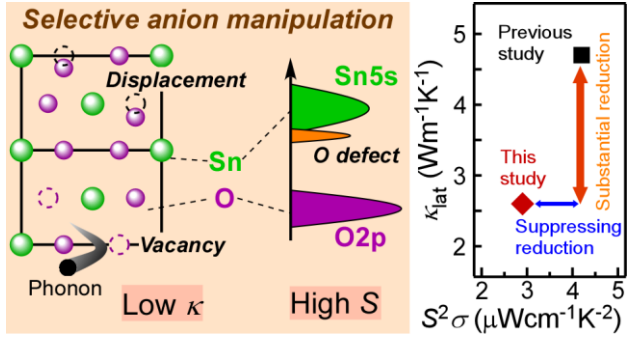 Selective anion manipulation
Displacement
Sn
O
Vacancy
Phonon
Low κ
Sn5s
O defect
O2p
High S
κlat (Wm⁻¹K⁻¹)
5
4
3
2
Previous
study
This
study
Substantial reduction
Suppressing
reduction
2 3 4 5
S²σ (μWcm⁻¹K⁻²)